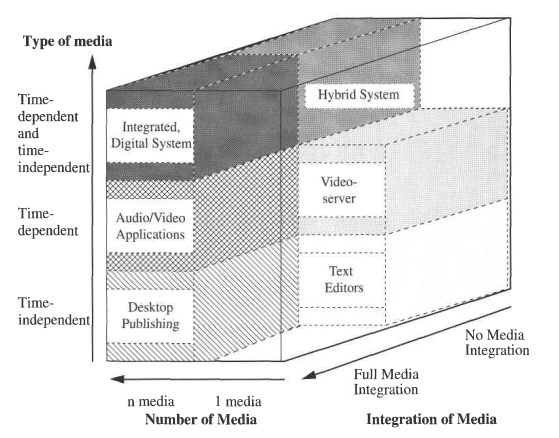 Type of media
Time-
dependent
and
time-
independent
Hybrid System
Integrated,
Digital System
Time-
dependent
Audio/Video
Applications
Video-
server
Time-
independent
Desktop
Publishing
Text
Editors
No Media
Integration
Full Media
Integration
n media
1 media
Number of Media
Integration of Media